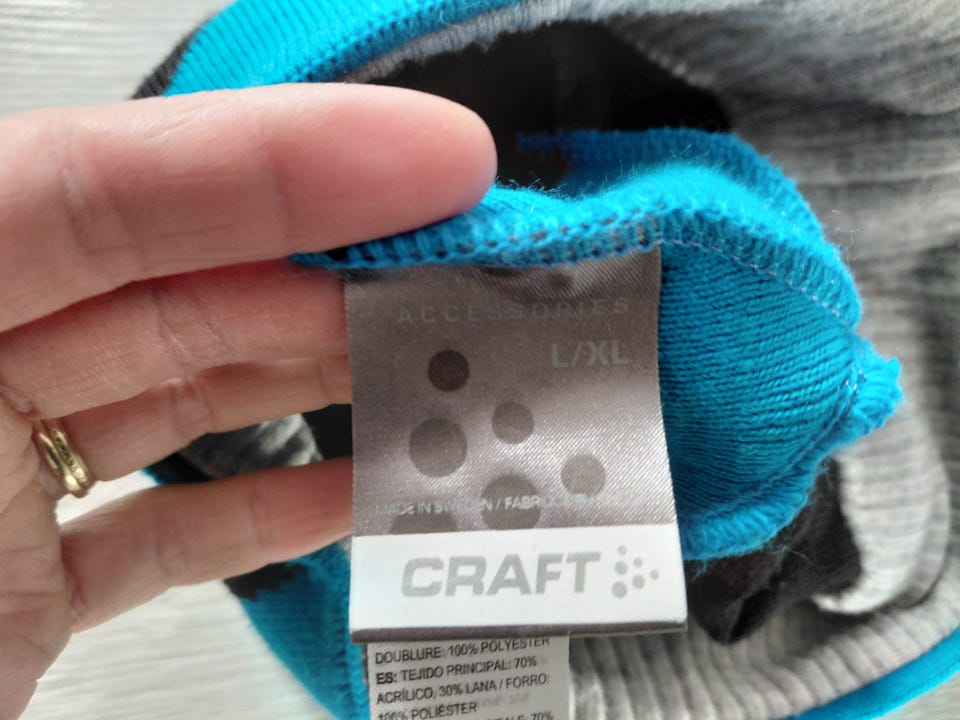 ACCESSORIES
L/XL
MADE IN SWEDEN / FABRIQUÉ EN
CRAFT
DOUBLURE: 100% POLYESTER
ES: TEJIDO PRINCIPAL: 70%
ACRÍLICO, 30% LANA / FORRO:
100% POLIÉSTER
70%